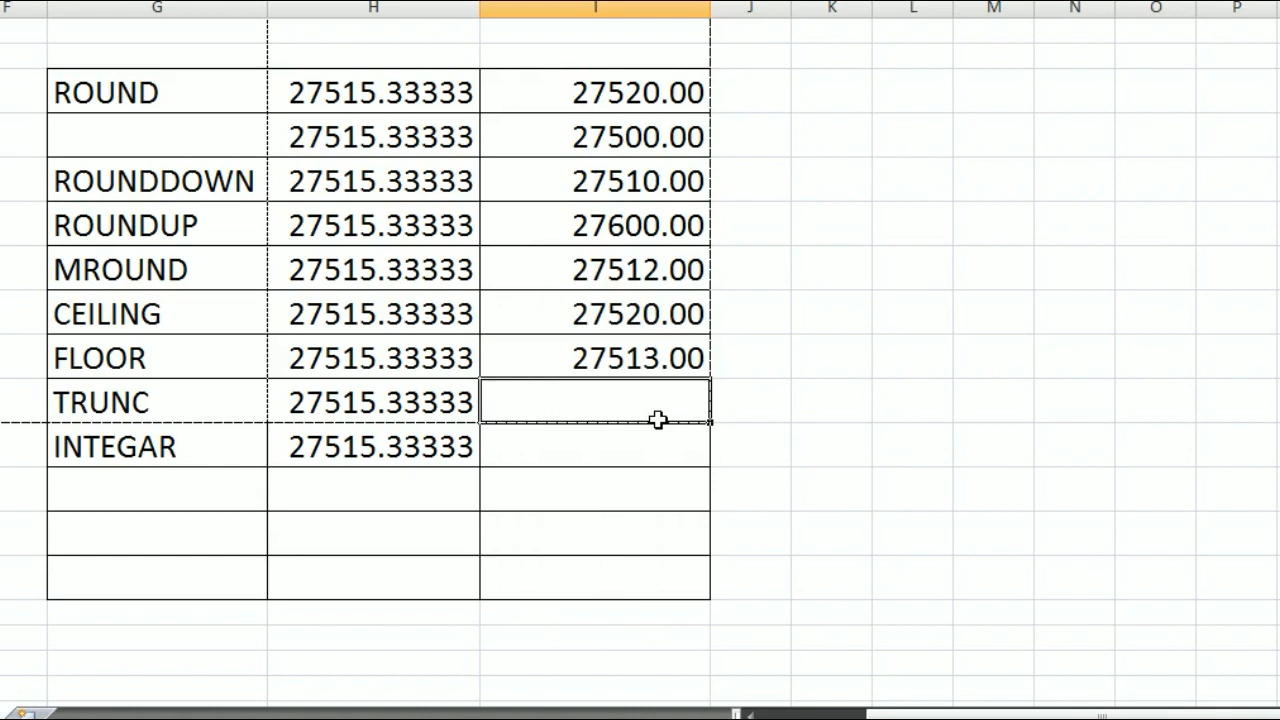 F G H I J K L M N O P
ROUND 27515.33333 27520.00
27515.33333 27500.00
ROUNDDOWN 27515.33333 27510.00
ROUNDUP 27515.33333 27600.00
MROUND 27515.33333 27512.00
CEILING 27515.33333 27520.00
FLOOR 27515.33333 27513.00
TRUNC 27515.33333
INTEGAR 27515.33333